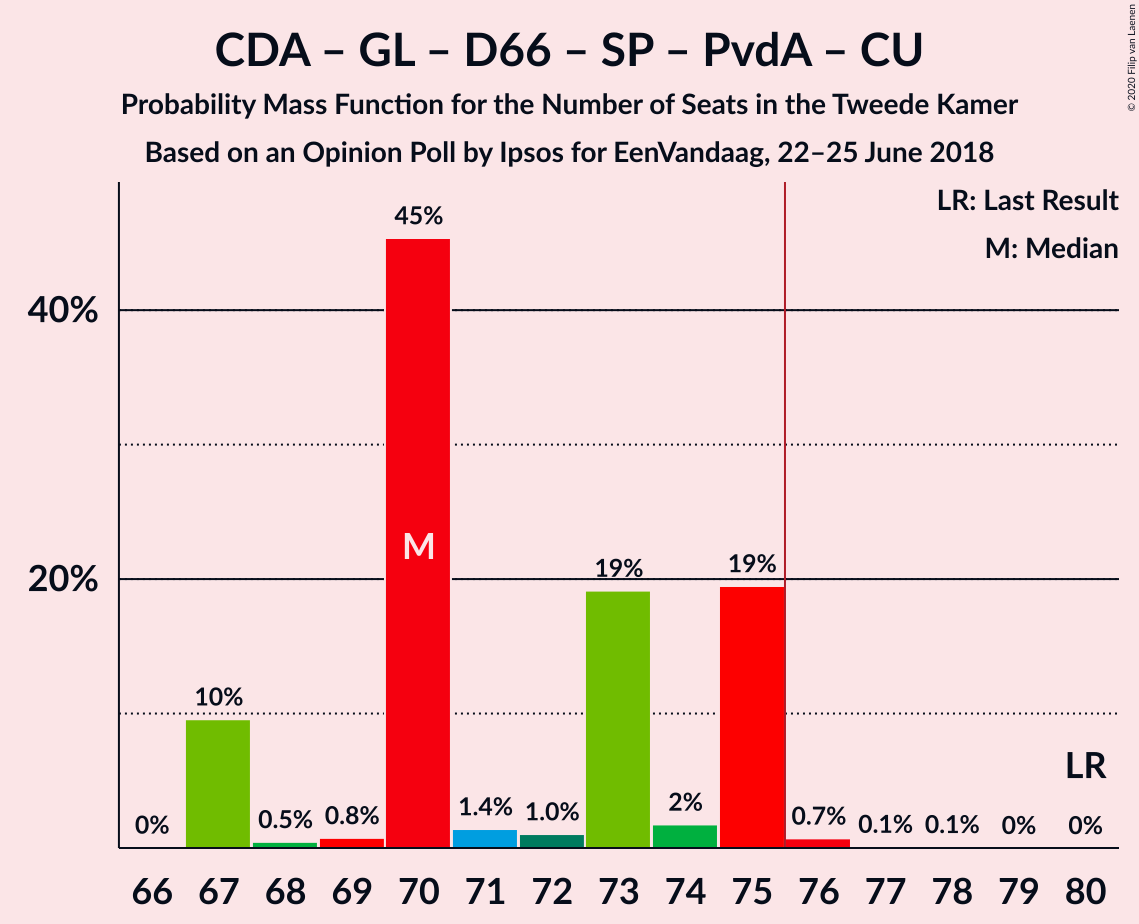 CDA – GL – D66 – SP – PvdA – CU
Probability Mass Function for the Number of Seats in the Tweede Kamer
Based on an Opinion Poll by Ipsos for EenVandaag, 22–25 June 2018
© 2020 Filip van Laenen
LR: Last Result
M: Median
45%
40%
M
20%
19%
19%
10%
LR
0%
0.5%
0.8%
1.4%
1.0%
2%
0.7%
0.1%
0.1%
0%
0%
66 67 68 69 70 71 72 73 74 75 76 77 78 79 80